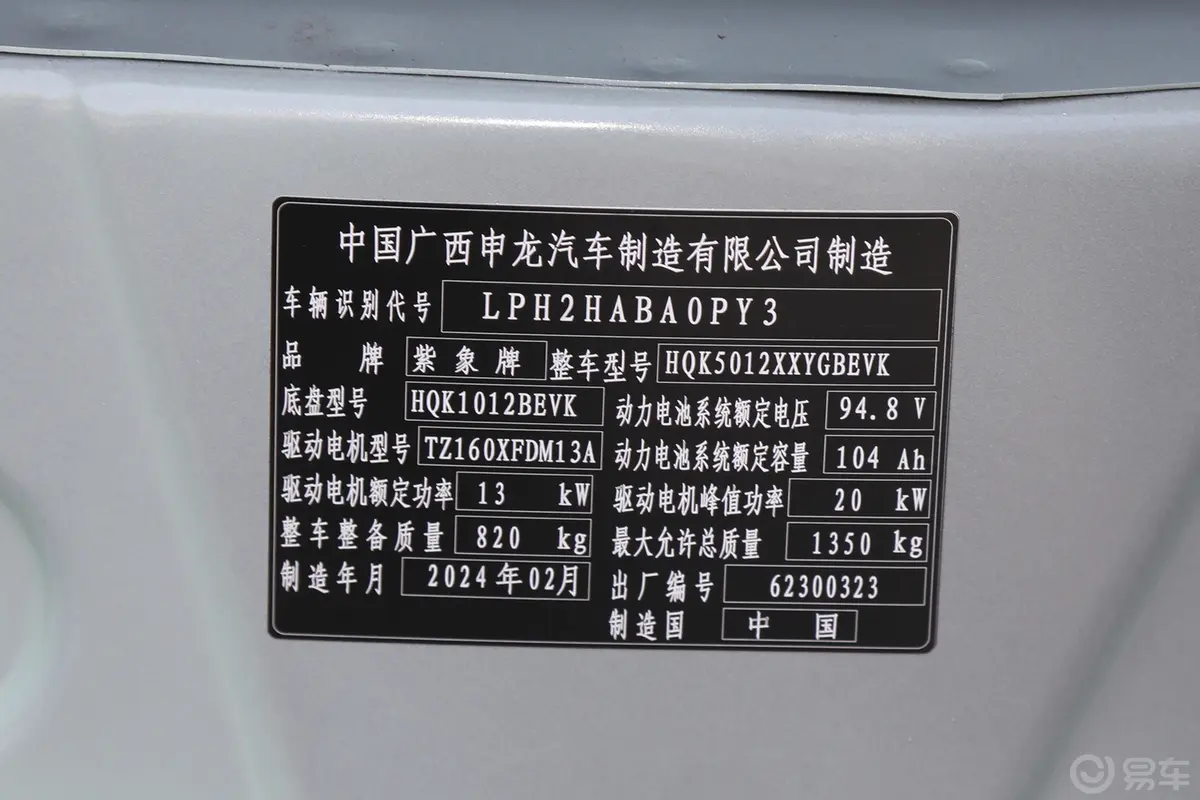 中国广西申龙汽车制造有限公司制造
车辆识别代号 LPH2HABA0PY3
品 牌 紫象牌 整车型号 HQK5012XXYGBEVK
底盘型号 HQK1012BEVK 动力电池系统额定电压 94.8 V
驱动电机型号 TZ160XFDM13A 动力电池系统额定容量 104 Ah
驱动电机额定功率 13 kW 驱动电机峰值功率 20 kW
整车整备质量 820 kg 最大允许总质量 1350 kg
制造年月 2024年02月 出厂编号 62300323
制造国 中 国
易车